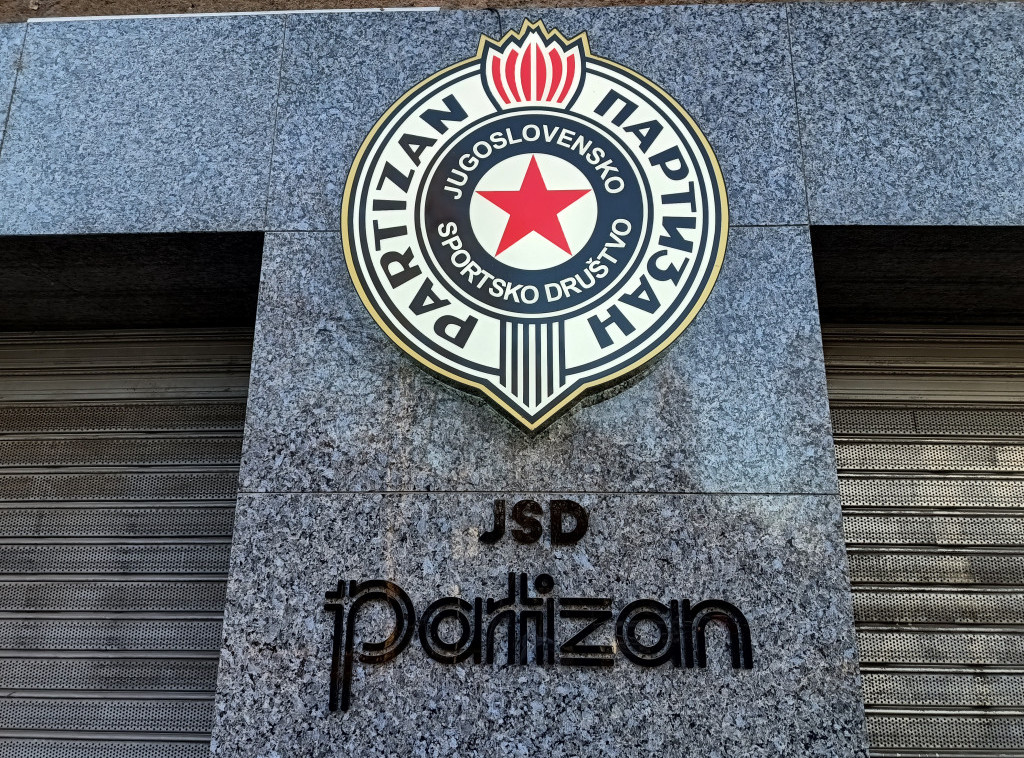 PARTIZAN
ПАРТИЗАН
JUGOSLOVENSKO
SPORTSKO DRUŠTVO
JSD
partizan